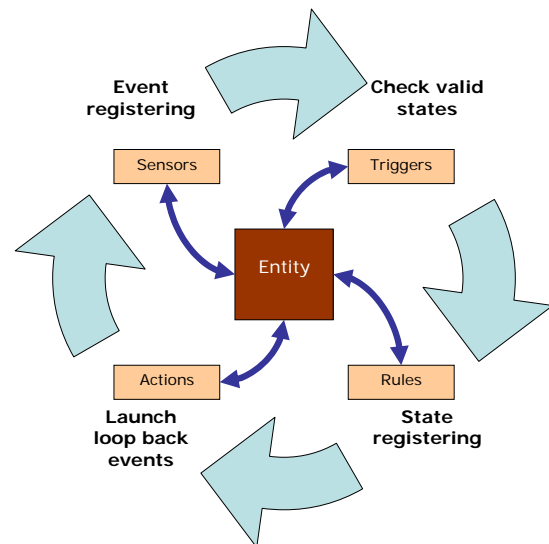 Event
registering
Check valid
states
Sensors
Triggers
Entity
Actions
Rules
Launch
loop back
events
State
registering